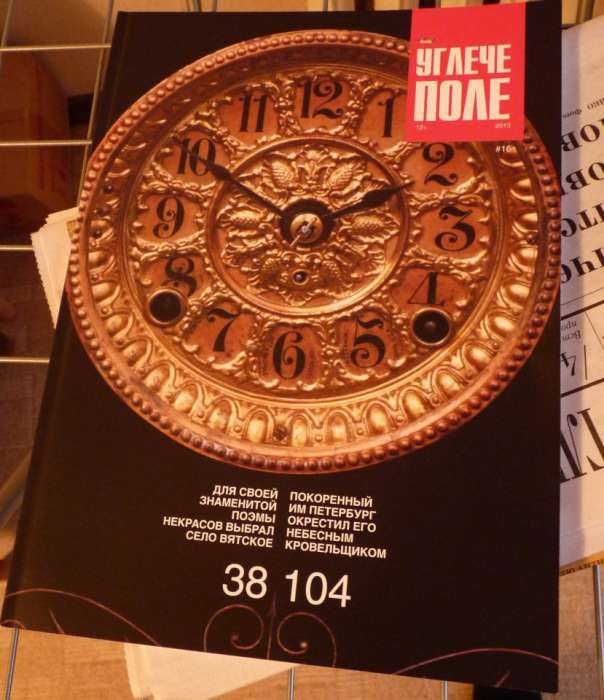 УГЛЕЧЕ
ПОЛЕ
12+ 2013
#16
12
1
2
3
4
5
6
7
8
9
10
11
ДЛЯ СВОЕЙ
ЗНАМЕНИТОЙ
ПОЭМЫ
НЕКРАСОВ ВЫБРАЛ
СЕЛО ВЯТСКОЕ
38
ПОКОРЕННЫЙ
ИМ ПЕТЕРБУРГ
ОКРЕСТИЛ ЕГО
НЕБЕСНЫМ
КРОВЕЛЬЩИКОМ
104